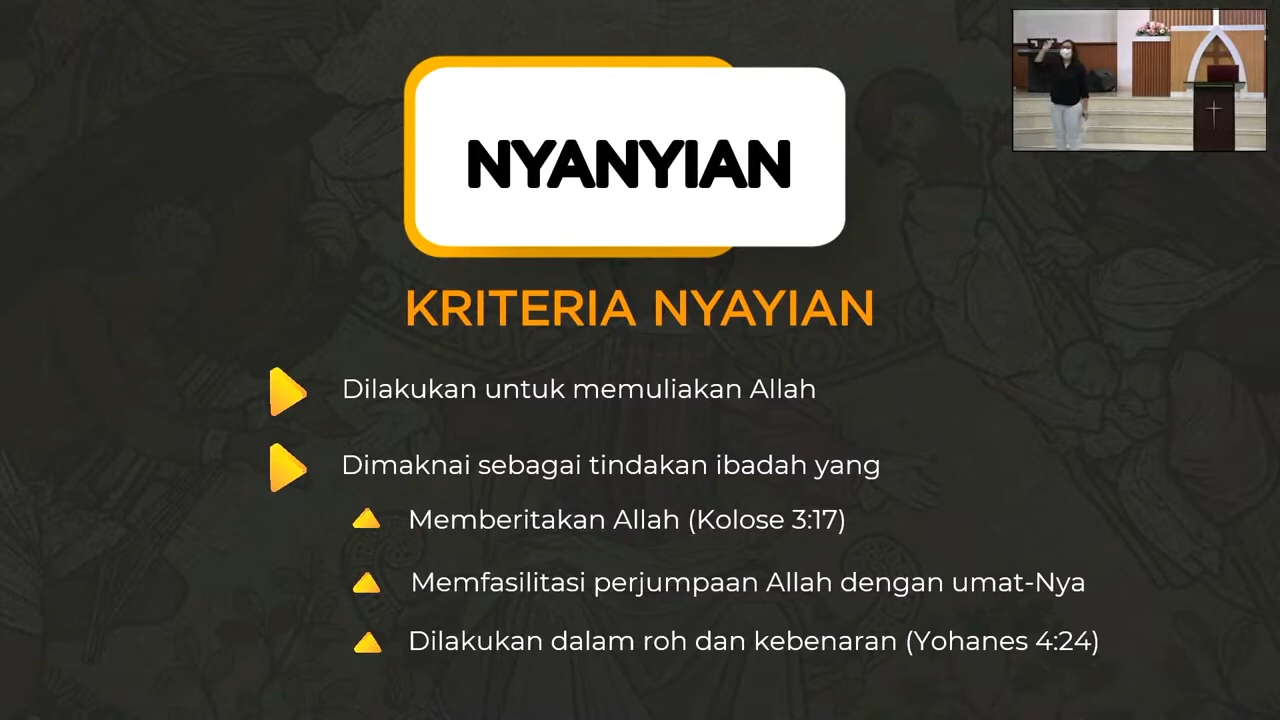 NYANYIAN
KRITERIA NYAYIAN
Dilakukan untuk memuliakan Allah
Dimaknai sebagai tindakan ibadah yang
Memberitakan Allah (Kolose 3:17)
Memfasilitasi perjumpaan Allah dengan umat-Nya
Dilakukan dalam roh dan kebenaran (Yohanes 4:24)